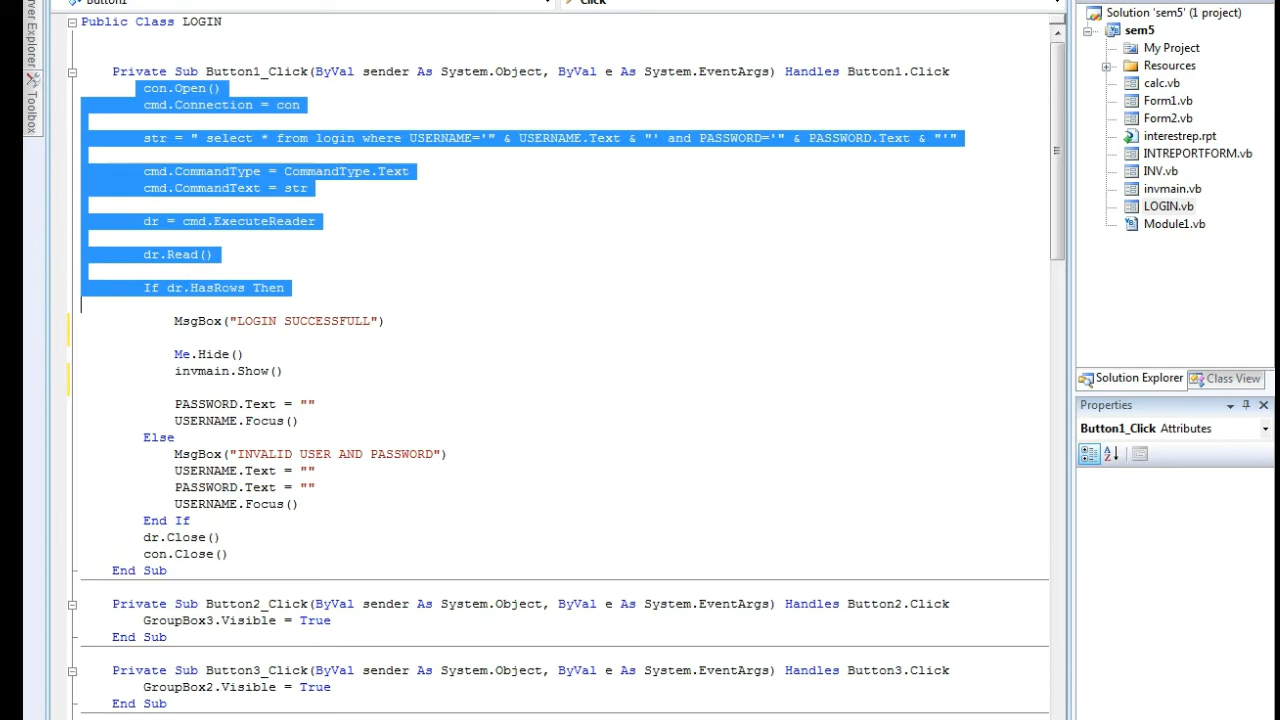 Button1
Click
Public Class LOGIN
Private Sub Button1_Click(ByVal sender As System.Object, ByVal e As System.EventArgs) Handles Button1.Click
con.Open()
cmd.Connection = con
str = " select * from login where USERNAME='" & USERNAME.Text & "' and PASSWORD='" & PASSWORD.Text & "'"
cmd.CommandType = CommandType.Text
cmd.CommandText = str
dr = cmd.ExecuteReader
dr.Read()
If dr.HasRows Then
MsgBox("LOGIN SUCCESSFULL")
Me.Hide()
invmain.Show()
PASSWORD.Text = ""
USERNAME.Focus()
Else
MsgBox("INVALID USER AND PASSWORD")
USERNAME.Text = ""
PASSWORD.Text = ""
USERNAME.Focus()
End If
dr.Close()
con.Close()
End Sub
Private Sub Button2_Click(ByVal sender As System.Object, ByVal e As System.EventArgs) Handles Button2.Click
GroupBox3.Visible = True
End Sub
Private Sub Button3_Click(ByVal sender As System.Object, ByVal e As System.EventArgs) Handles Button3.Click
GroupBox2.Visible = True
End Sub
Explorer
Toolbox
Solution 'sem5' (1 project)
sem5
My Project
Resources
calc.vb
Form1.vb
Form2.vb
interestrep.rpt
INTREPORTFORM.vb
INV.vb
invmain.vb
LOGIN.vb
Module1.vb
Solution Explorer
Class View
Properties
Button1_Click Attributes